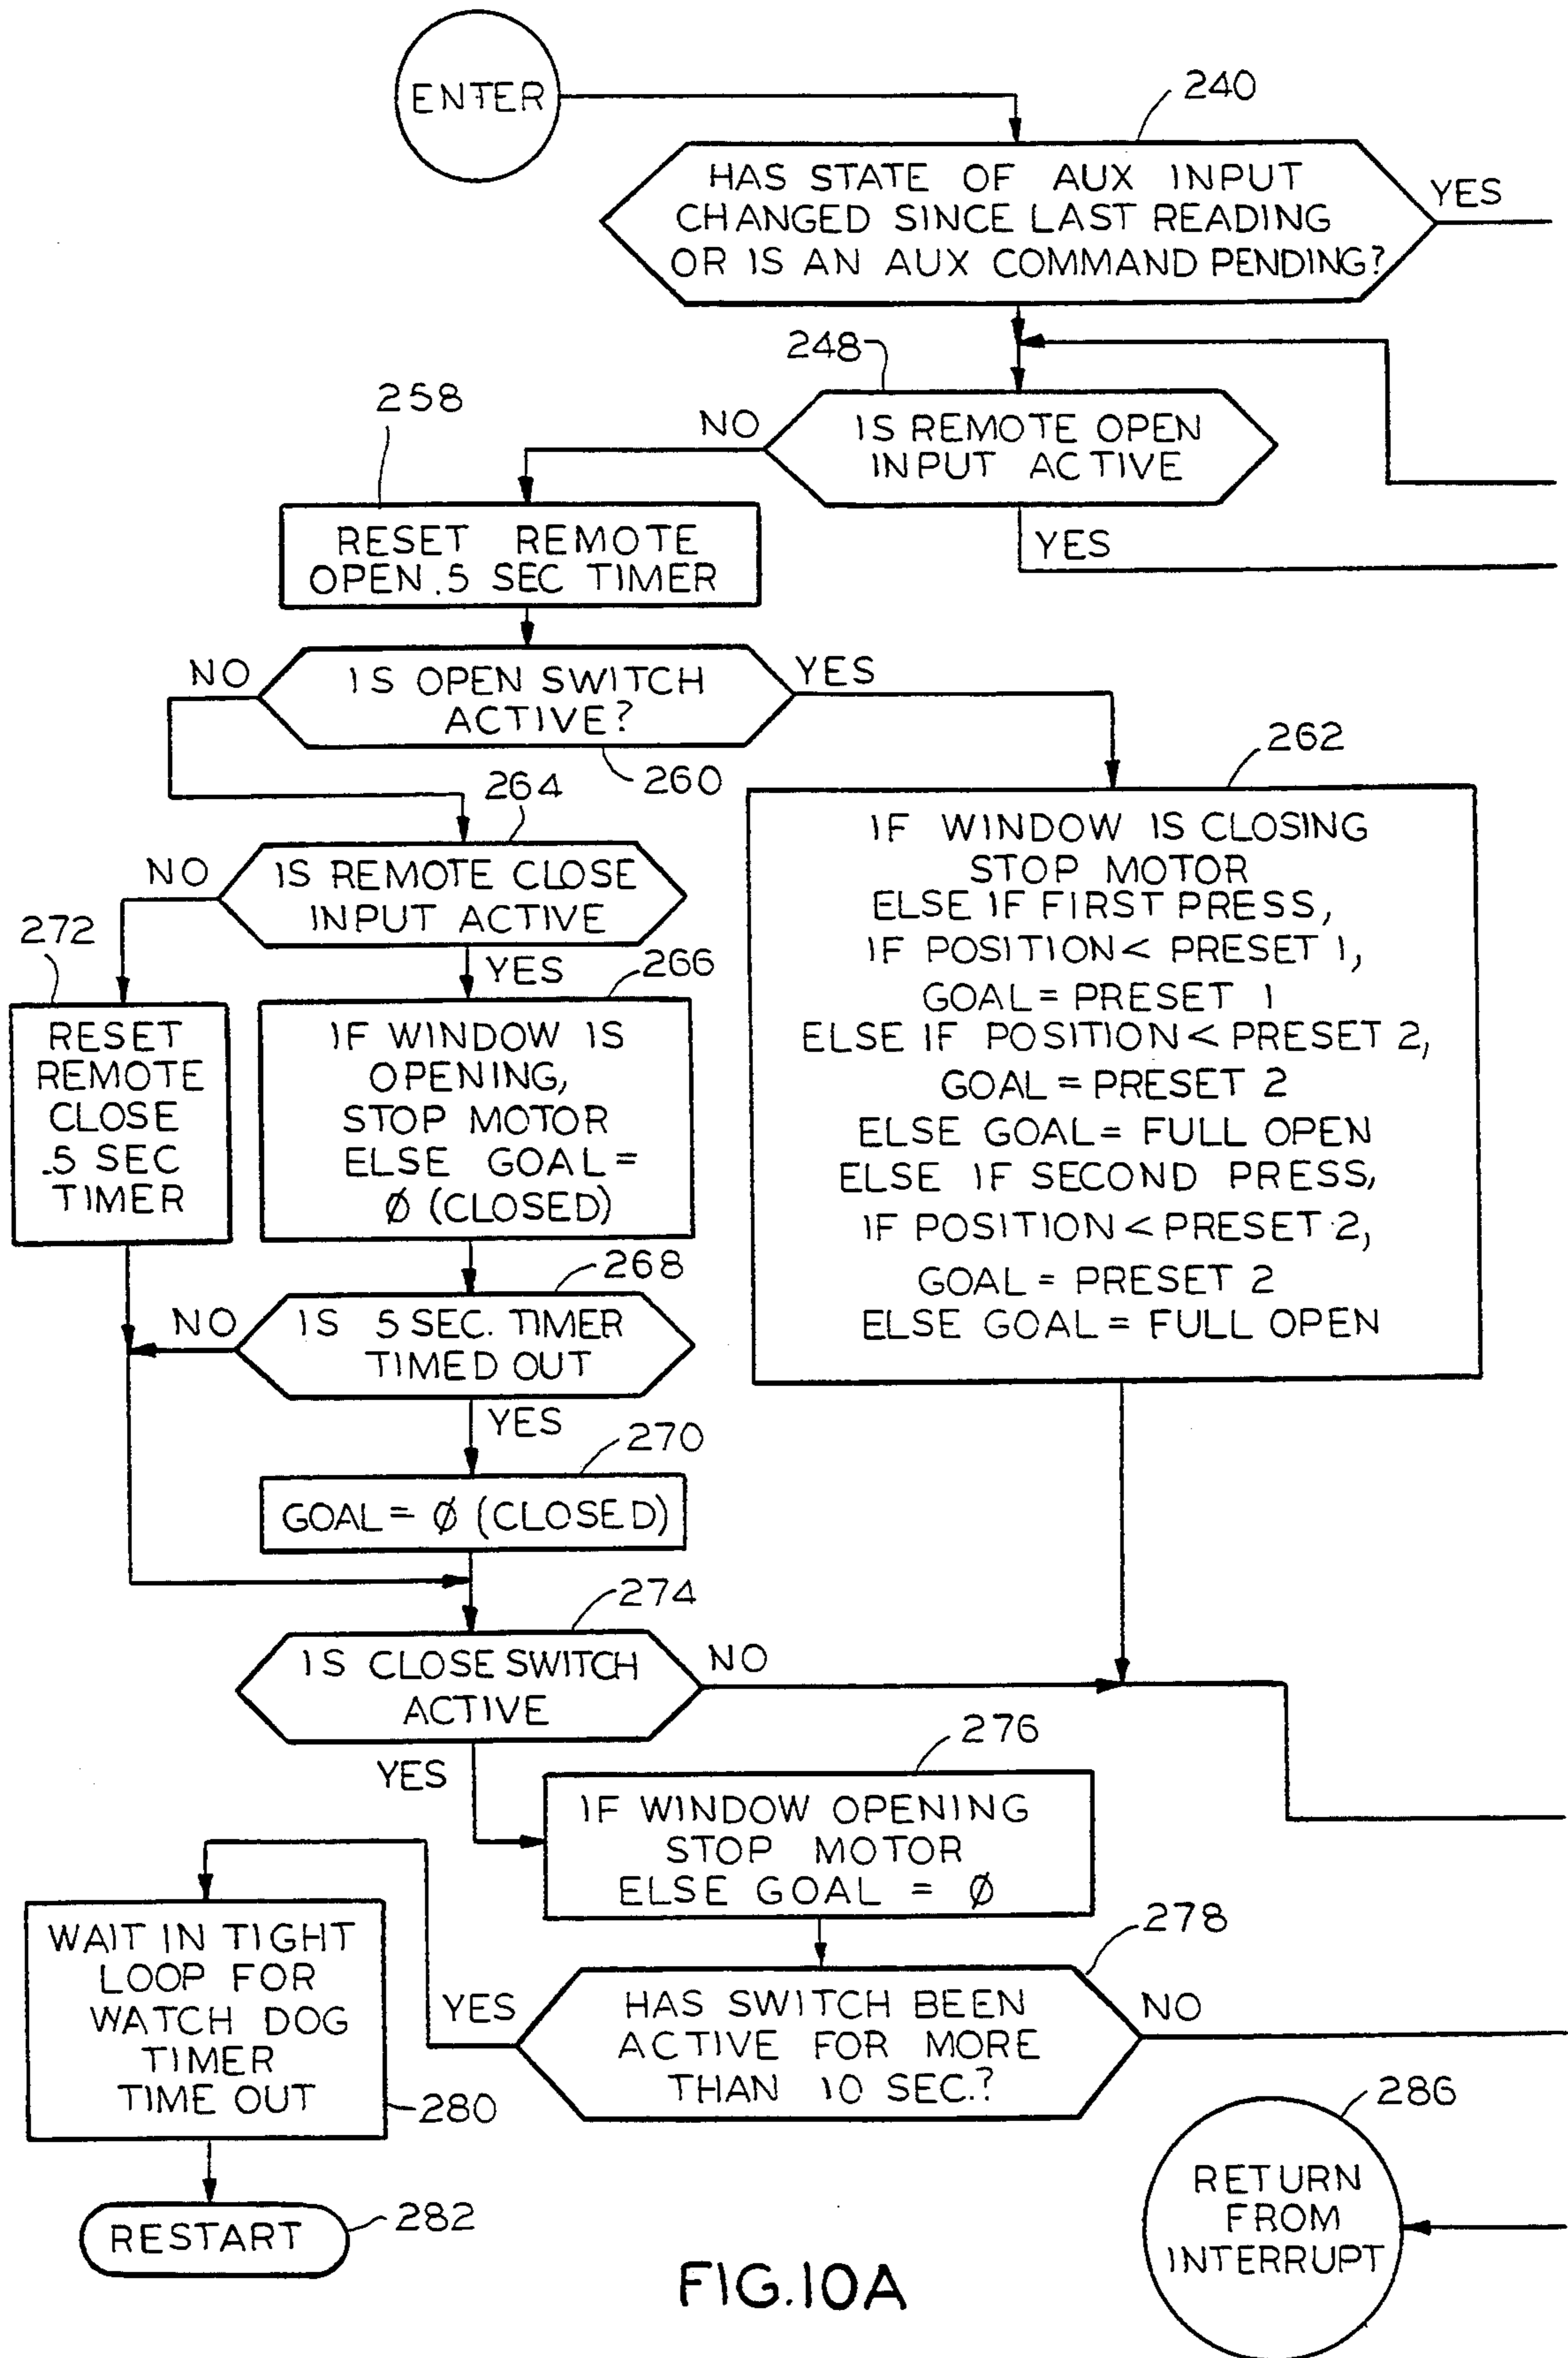 ENTER
240
HAS STATE OF AUX INPUT
CHANGED SINCE LAST READING
OR IS AN AUX COMMAND PENDING?
YES
248
NO
IS REMOTE OPEN
INPUT ACTIVE
YES
258
RESET REMOTE
OPEN .5 SEC TIMER
NO
IS OPEN SWITCH
ACTIVE?
YES
260
262
IF WINDOW IS CLOSING
STOP MOTOR
ELSE IF FIRST PRESS,
IF POSITION < PRESET 1,
GOAL = PRESET 1
ELSE IF POSITION < PRESET 2,
GOAL = PRESET 2
ELSE GOAL = FULL OPEN
ELSE IF SECOND PRESS,
IF POSITION < PRESET 2,
GOAL = PRESET 2
ELSE GOAL = FULL OPEN
264
NO
IS REMOTE CLOSE
INPUT ACTIVE
YES
272
RESET
REMOTE
CLOSE
.5 SEC
TIMER
266
IF WINDOW IS
OPENING,
STOP MOTOR
ELSE GOAL =
Ø (CLOSED)
268
NO
IS 5 SEC. TIMER
TIMED OUT
YES
270
GOAL = Ø (CLOSED)
274
IS CLOSE SWITCH
ACTIVE
NO
YES
276
IF WINDOW OPENING
STOP MOTOR
ELSE GOAL = Ø
278
YES
HAS SWITCH BEEN
ACTIVE FOR MORE
THAN 10 SEC.?
NO
WAIT IN TIGHT
LOOP FOR
WATCH DOG
TIMER
TIME OUT
280
RESTART
282
286
RETURN
FROM
INTERRUPT
FIG.10A